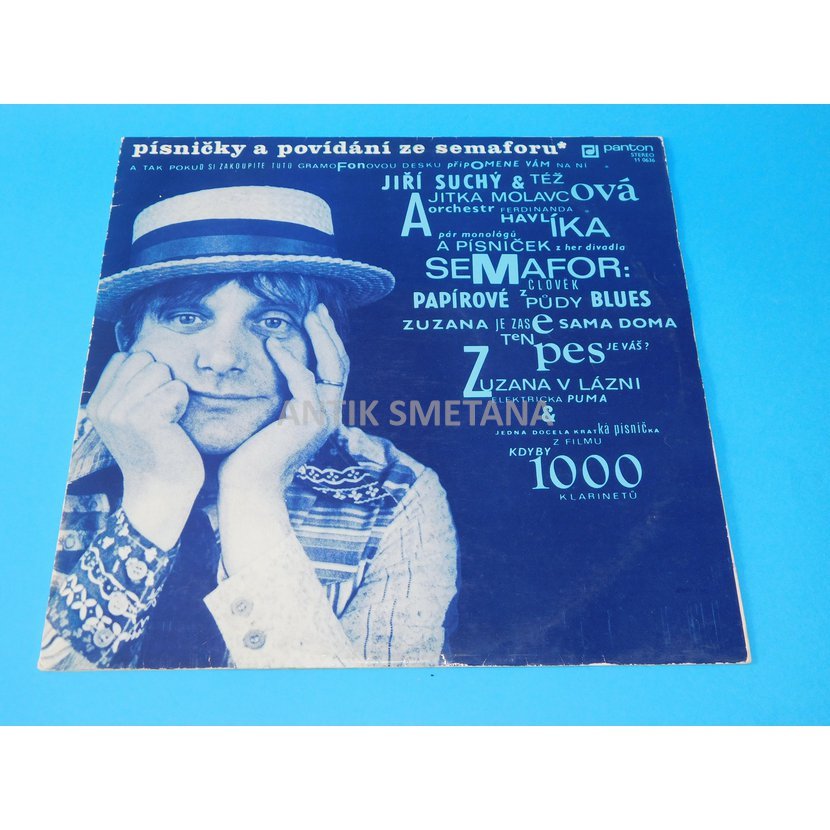 písničky a povídání ze semaforu*
panton
STEREO
11 0636
A TAK POKUD SI ZAKOUPÍTE TUTO GRAMOFONOVOU DESKU PŘIPOMENE VÁM NA NÍ
JIŘÍ SUCHÝ & TÉŽ
JITKA MOLAVCOVÁ
A orchestr FERDINANDA
HAVLÍKA
pár monologů
A PÍSNIČEK z her divadla
SEMAFOR:
ČLOVĚK
PAPÍROVÉ Z PŮDY BLUES
ZUZANA JE ZASE SAMA DOMA
TEN pes JE VÁŠ?
ZUZANA V LÁZNI
ELEKTRICKÁ PUMA
&
JEDNA DOCELA KRATKÁ PÍSNIČKA
Z FILMU
KDYBY
1000
KLARINETŮ
ANTIK SMETANA